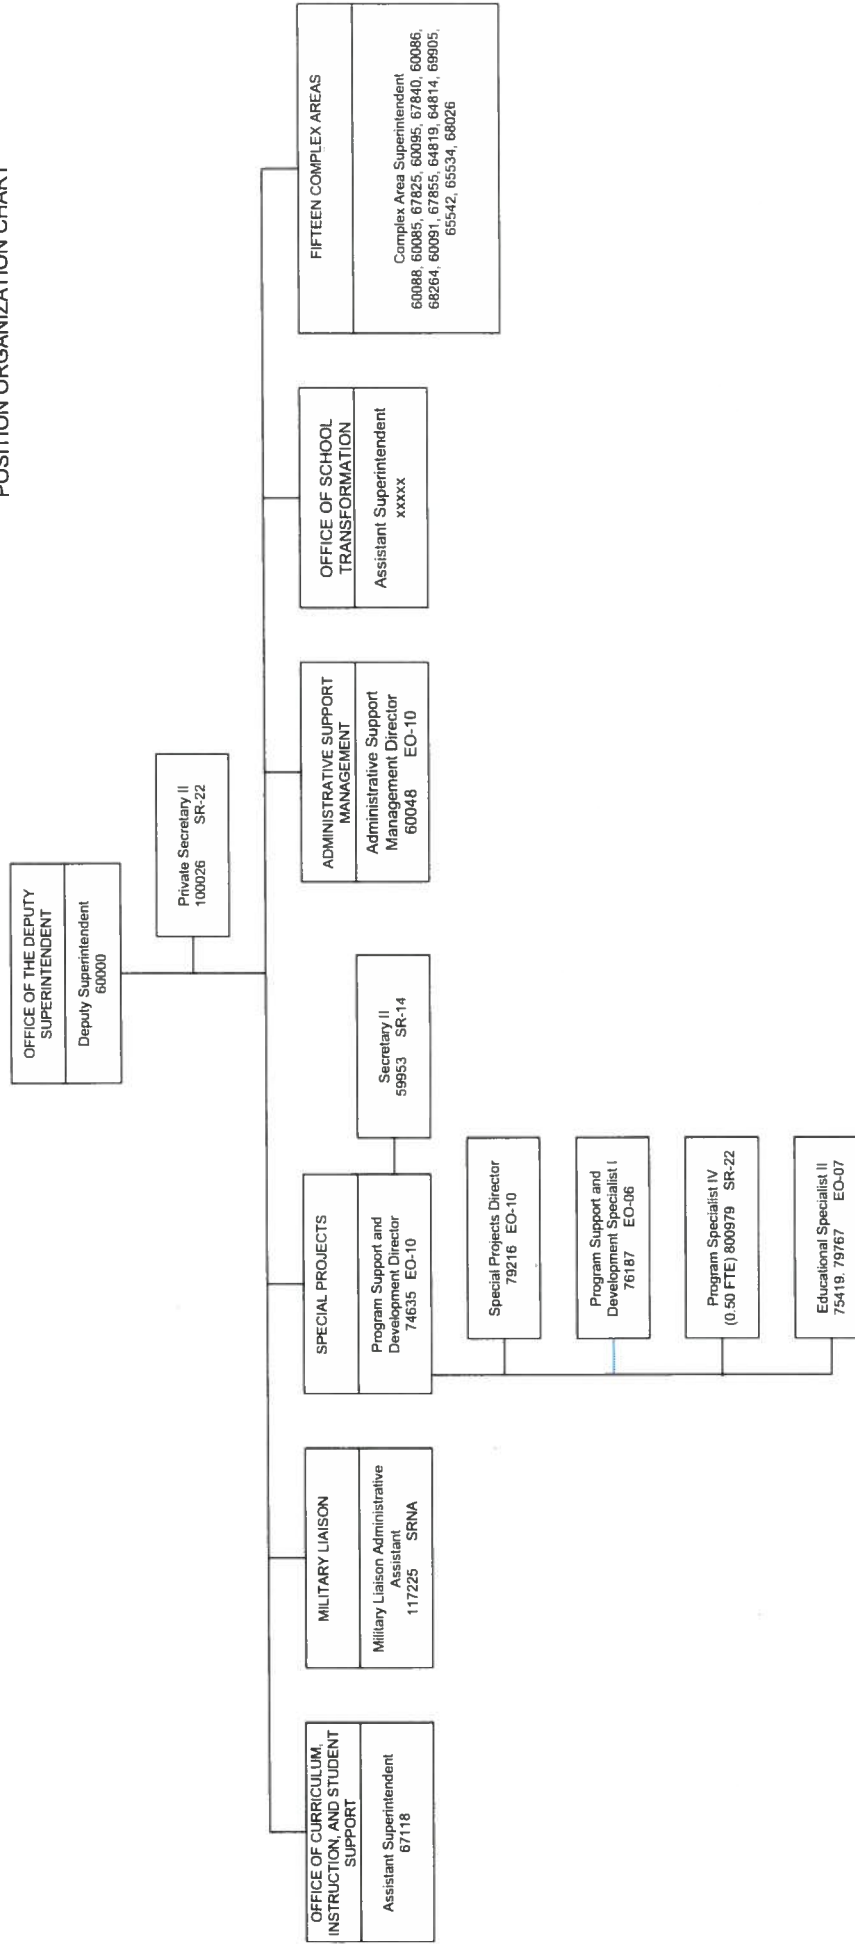 POSITION ORGANIZATION CHART
OFFICE OF THE DEPUTY
SUPERINTENDENT
Deputy Superintendent
60000
Private Secretary II
100026 SR-22
OFFICE OF CURRICULUM,
INSTRUCTION, AND STUDENT
SUPPORT
Assistant Superintendent
67118
MILITARY LIAISON
Military Liaison Administrative
Assistant
117225 SRNA
SPECIAL PROJECTS
Program Support and
Development Director
74635 EO-10
Secretary II
59953 SR-14
Special Projects Director
79216 EO-10
Program Support and
Development Specialist I
76187 EO-06
Program Specialist IV
(0.50 FTE) 800979 SR-22
Educational Specialist II
75419, 79767 EO-07
ADMINISTRATIVE SUPPORT
MANAGEMENT
Administrative Support
Management Director
60048 EO-10
OFFICE OF SCHOOL
TRANSFORMATION
Assistant Superintendent
xxxxx
FIFTEEN COMPLEX AREAS
Complex Area Superintendent
60088, 60085, 67825, 60095, 67840, 60086,
68264, 60091, 67855, 64819, 64814, 69905,
65542, 65534, 68026